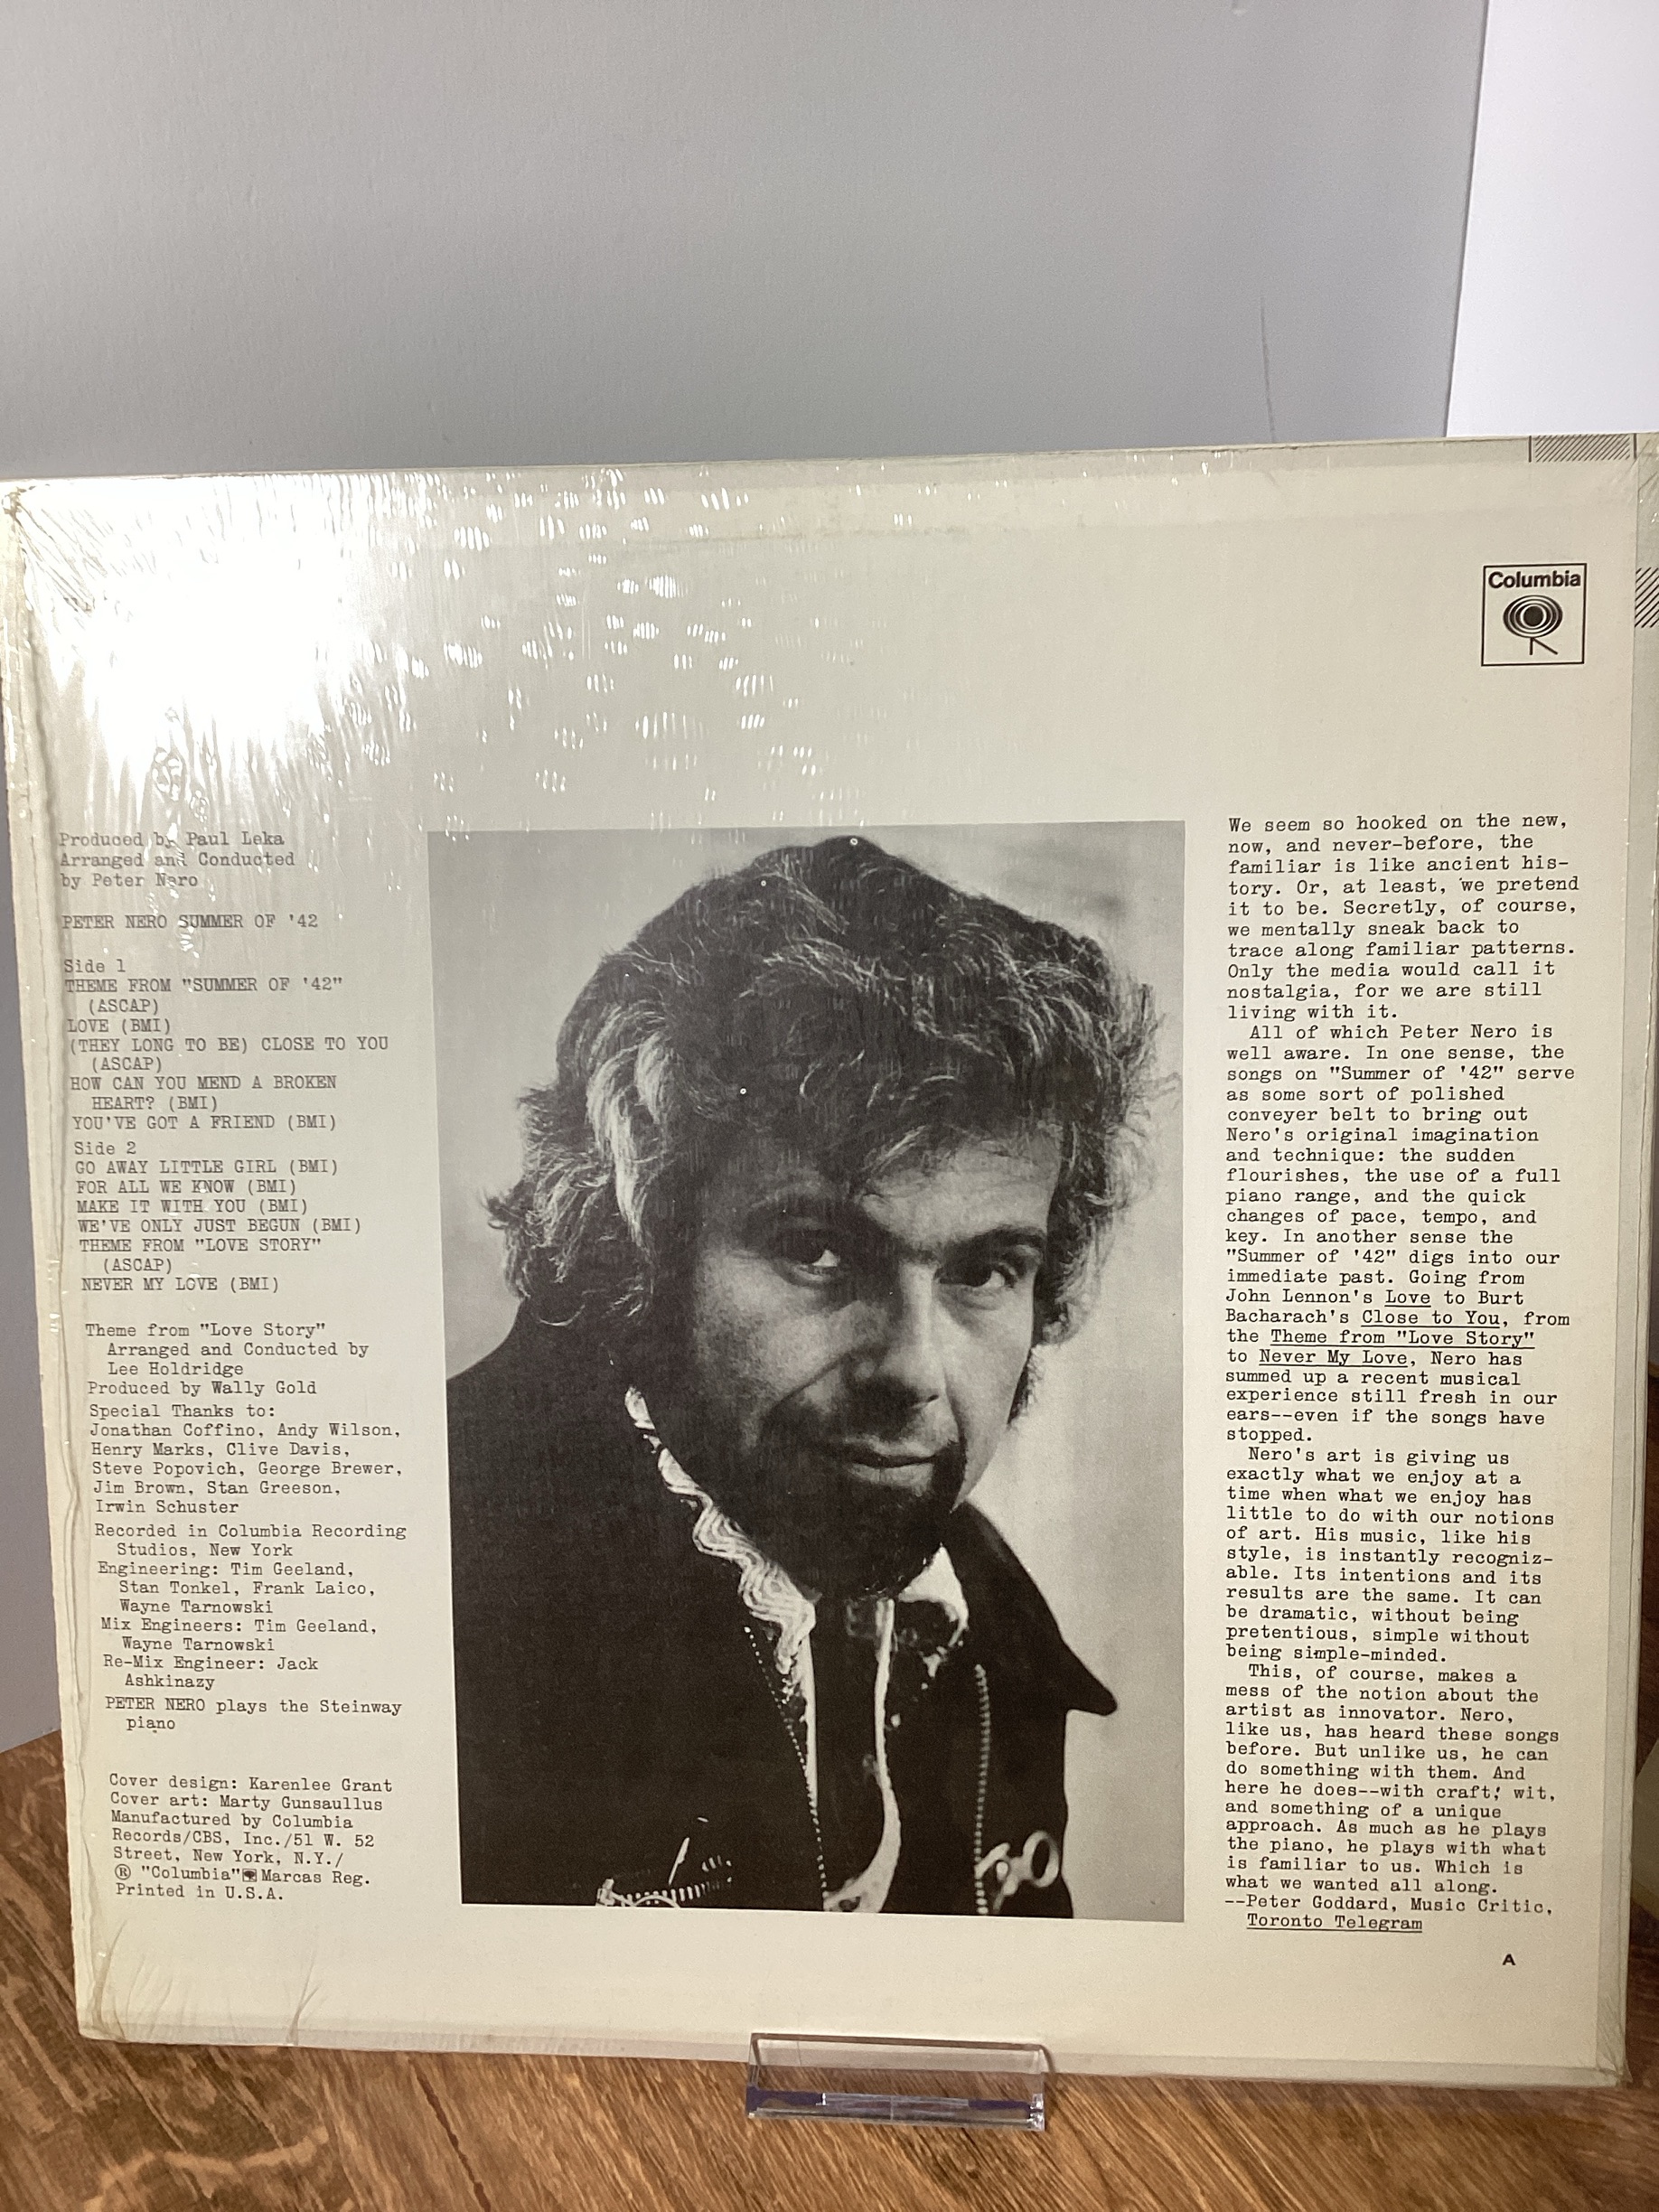 Columbia
Produced by Paul Leka
Arranged and Conducted
by Peter Nero
PETER NERO SUMMER OF '42
Side 1
THEME FROM "SUMMER OF '42"
(ASCAP)
LOVE (BMI)
(THEY LONG TO BE) CLOSE TO YOU
(ASCAP)
HOW CAN YOU MEND A BROKEN
HEART? (BMI)
YOU'VE GOT A FRIEND (BMI)
Side 2
GO AWAY LITTLE GIRL (BMI)
FOR ALL WE KNOW (BMI)
MAKE IT WITH YOU (BMI)
WE'VE ONLY JUST BEGUN (BMI)
THEME FROM "LOVE STORY"
(ASCAP)
NEVER MY LOVE (BMI)
Theme from "Love Story"
Arranged and Conducted by
Lee Holdridge
Produced by Wally Gold
Special Thanks to:
Jonathan Coffino, Andy Wilson,
Henry Marks, Clive Davis,
Steve Popovich, George Brewer,
Jim Brown, Stan Greeson,
Irwin Schuster
Recorded in Columbia Recording
Studios, New York
Engineering: Tim Geeland,
Stan Tonkel, Frank Laico,
Wayne Tarnowski
Mix Engineers: Tim Geeland,
Wayne Tarnowski
Re-Mix Engineer: Jack
Ashkinazy
PETER NERO plays the Steinway
piano
Cover design: Karenlee Grant
Cover art: Marty Gunsaullus
Manufactured by Columbia
Records/CBS, Inc./51 W. 52
Street, New York, N.Y./
® "Columbia" Marcas Reg.
Printed in U.S.A.
We seem so hooked on the new,
now, and never-before, the
familiar is like ancient his-
tory. Or, at least, we pretend
it to be. Secretly, of course,
we mentally sneak back to
trace along familiar patterns.
Only the media would call it
nostalgia, for we are still
living with it.
All of which Peter Nero is
well aware. In one sense, the
songs on "Summer of '42" serve
as some sort of polished
conveyer belt to bring out
Nero's original imagination
and technique: the sudden
flourishes, the use of a full
piano range, and the quick
changes of pace, tempo, and
key. In another sense the
"Summer of '42" digs into our
immediate past. Going from
John Lennon's Love to Burt
Bacharach's Close to You, from
the Theme from "Love Story"
to Never My Love, Nero has
summed up a recent musical
experience still fresh in our
ears--even if the songs have
stopped.
Nero's art is giving us
exactly what we enjoy at a
time when what we enjoy has
little to do with our notions
of art. His music, like his
style, is instantly recogniz-
able. Its intentions and its
results are the same. It can
be dramatic, without being
pretentious, simple without
being simple-minded.
This, of course, makes a
mess of the notion about the
artist as innovator. Nero,
like us, has heard these songs
before. But unlike us, he can
do something with them. And
here he does--with craft, wit,
and something of a unique
approach. As much as he plays
the piano, he plays with what
is familiar to us. Which is
what we wanted all along.
--Peter Goddard, Music Critic,
Toronto Telegram
A